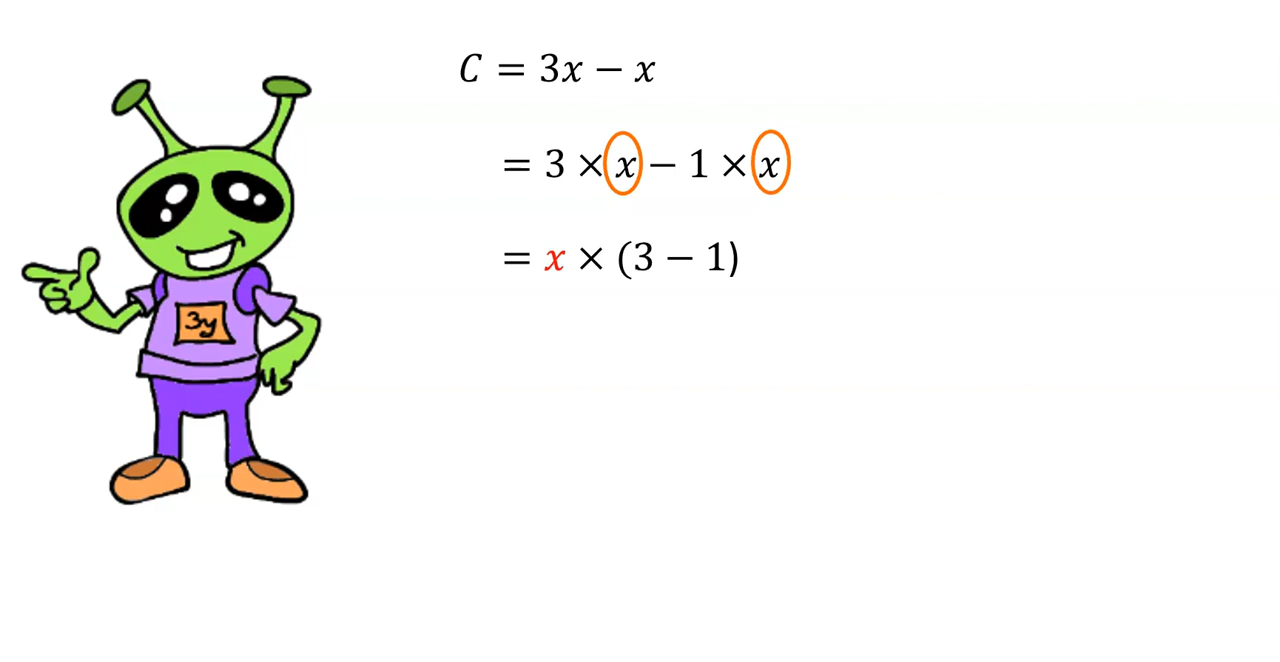 C = 3x − x
= 3 × x − 1 × x
= x × (3 − 1)
3y